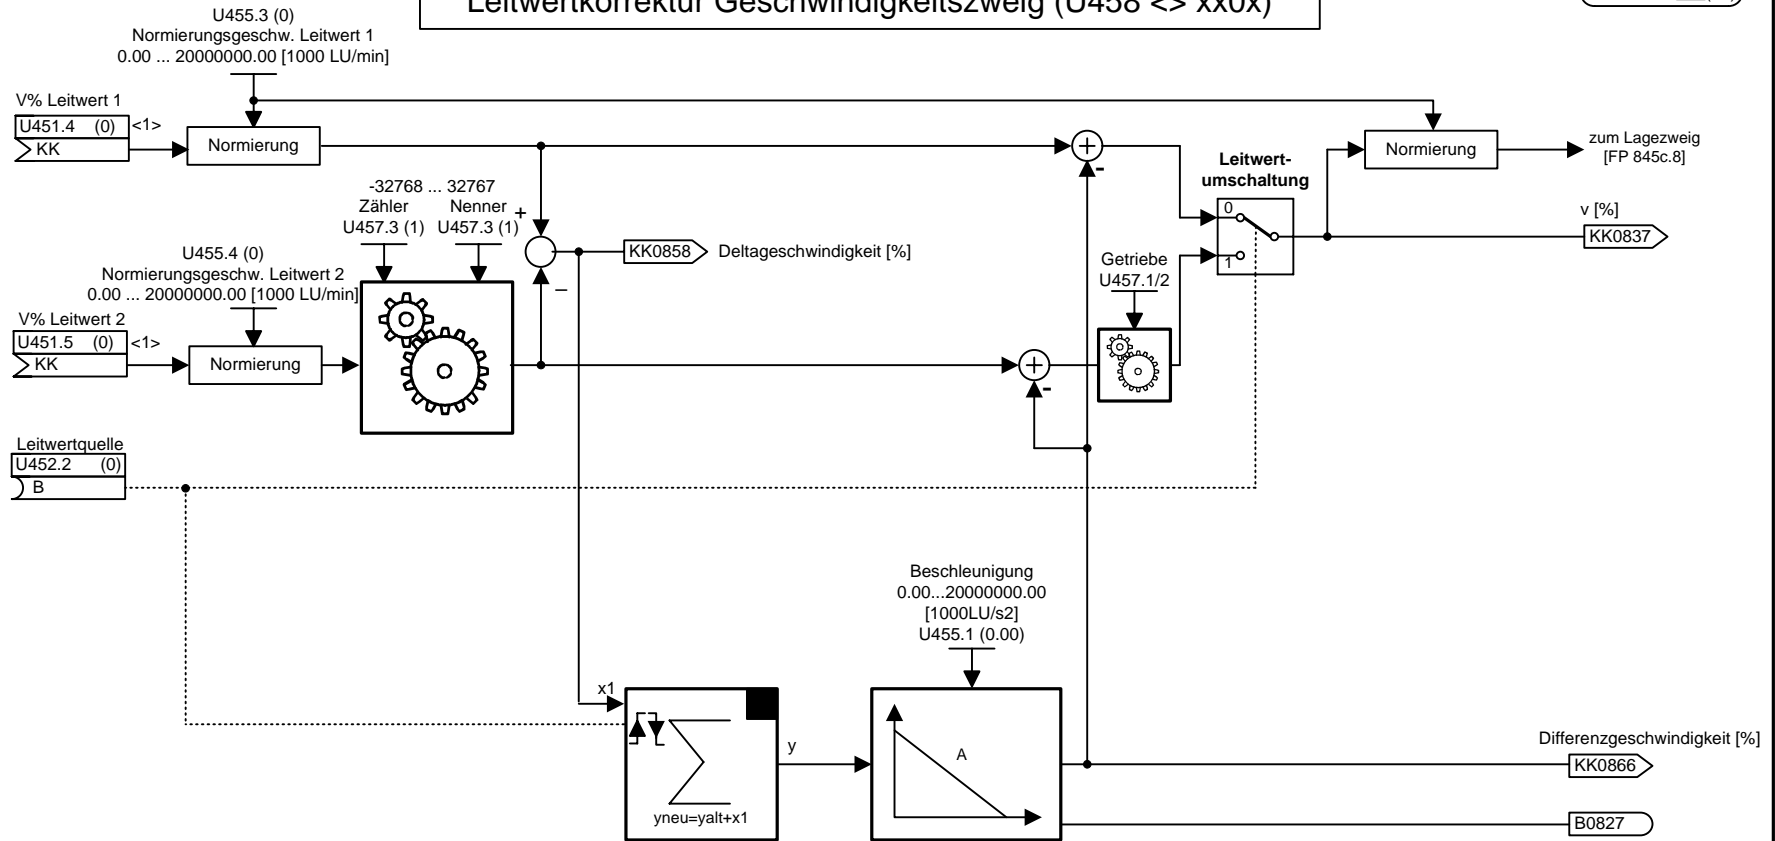 Leitwertkorrektur Geschwindigkeitszweig (U458 <> xx0x)
U455.3 (0)
Normierungsgeschw. Leitwert 1
0.00 ... 20000000.00 [1000 LU/min]
V% Leitwert 1
U451.4 (0)
<1>
KK
Normierung
+
-
Leitwert-
umschaltung
0
1
Normierung
zum Lagezweig
[FP 845c.8]
v [%]
KK0837
-32768 ... 32767
Zähler
Nenner
U457.3 (1)
U457.3 (1)
+
–
KK0858
Deltageschwindigkeit [%]
U455.4 (0)
Normierungsgeschw. Leitwert 2
0.00 ... 20000000.00 [1000 LU/min]
V% Leitwert 2
U451.5 (0)
<1>
KK
Normierung
+
-
Getriebe
U457.1/2
Leitwertquelle
U452.2 (0)
B
Beschleunigung
0.00...20000000.00
[1000LU/s2]
U455.1 (0.00)
x1
y
yneu=yalt+x1
A
Differenzgeschwindigkeit [%]
KK0866
B0827